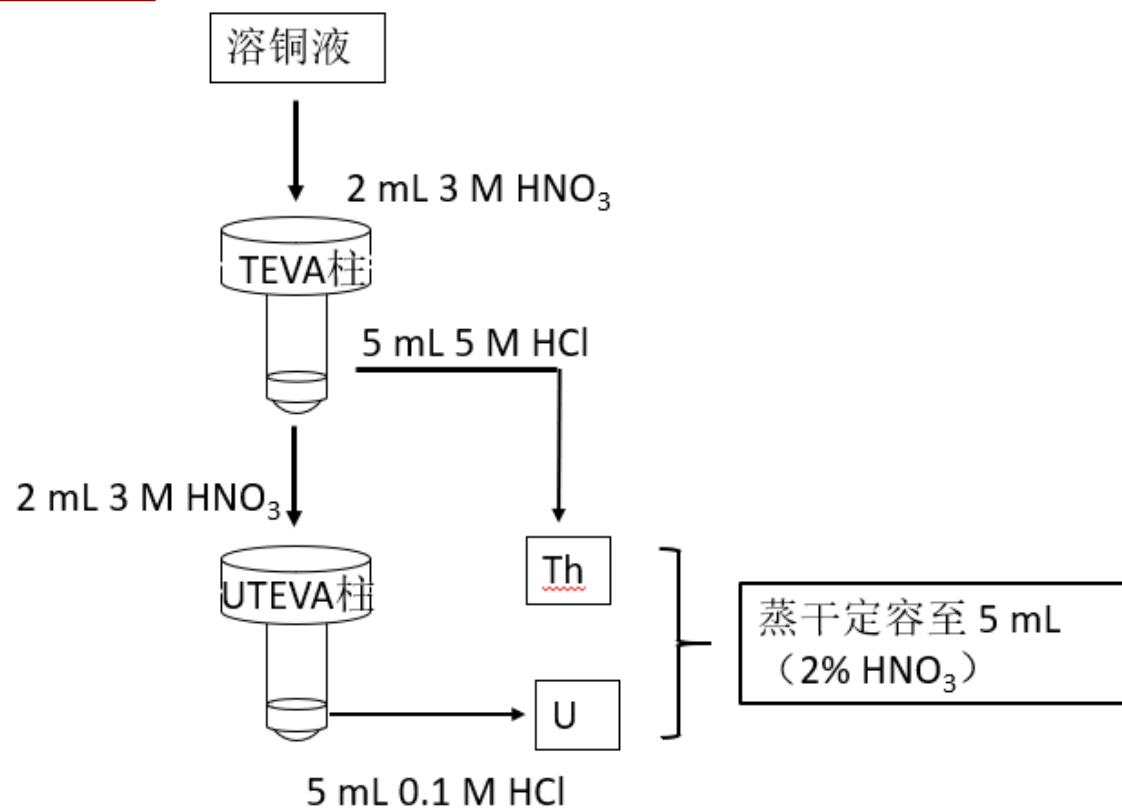 溶铜液
2 mL 3 M HNO₃
TEVA柱
5 mL 5 M HCl
2 mL 3 M HNO₃
UTEVA柱
Th
蒸干定容至 5 mL
（2% HNO₃）
U
5 mL 0.1 M HCl